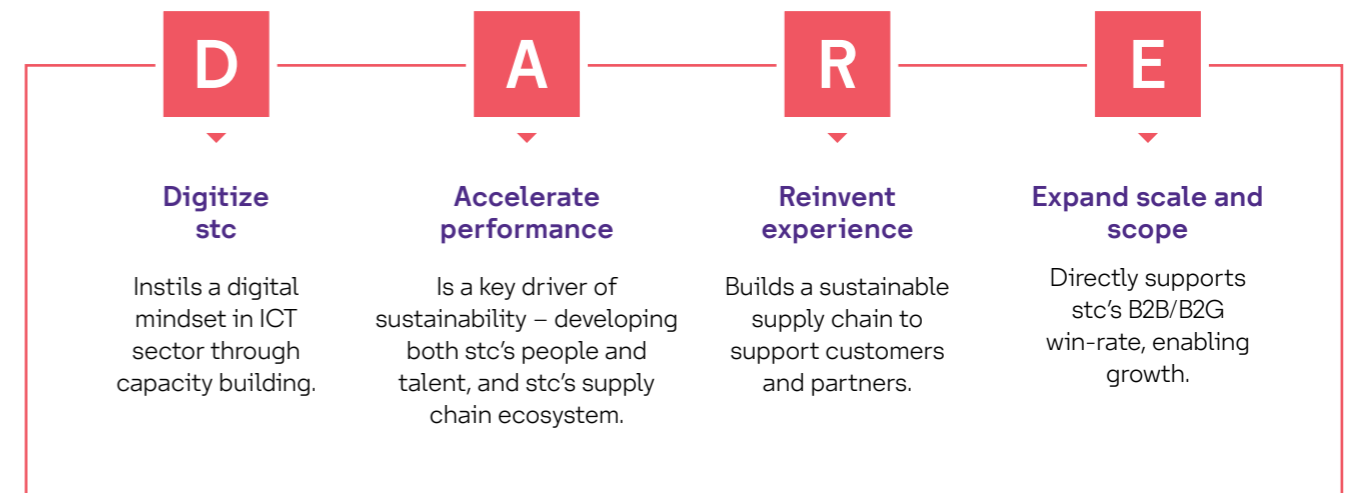 D
A
R
E
Digitize
stc
Instils a digital
mindset in ICT
sector through
capacity building.
Accelerate
performance
Is a key driver of
sustainability – developing
both stc's people and
talent, and stc's supply
chain ecosystem.
Reinvent
experience
Builds a sustainable
supply chain to
support customers
and partners.
Expand scale and
scope
Directly supports
stc's B2B/B2G
win-rate, enabling
growth.